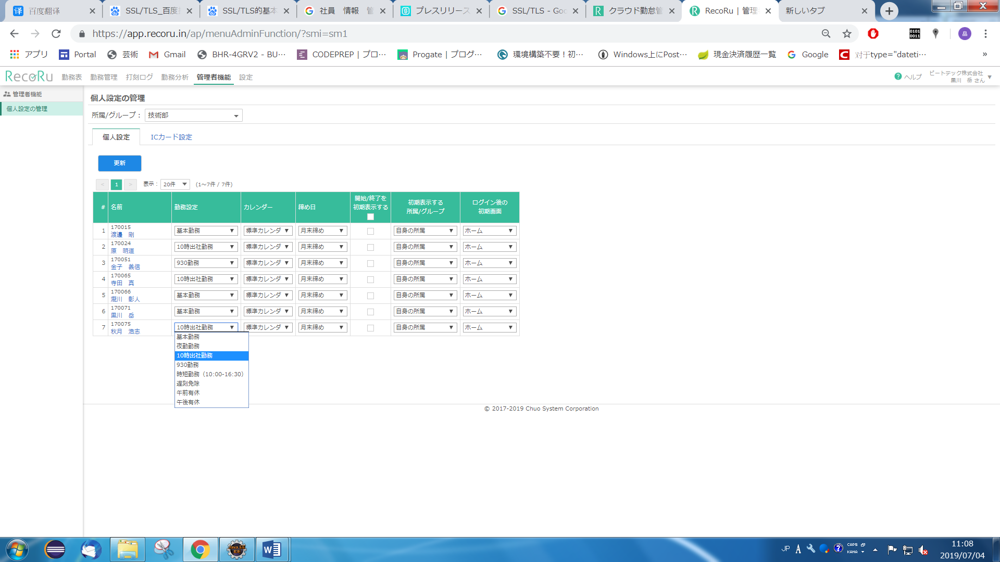 百度翻译
SSL/TLS_百度
SSL/TLS的基本
社員　情報　管
プレスリリース
SSL/TLS - Goo
クラウド勤怠管
RecoRu | 管理
新しいタブ
https://app.recoru.in/ap/menuAdminFunction/?smi=sm1
アプリ
Portal
芸術
Gmail
BHR-4GRV2 - BU…
CODEPREP | プロ…
Progate | プログ…
環境構築不要！初…
Windows上にPost…
現金決済履歴一覧
Google
对于type="dateti…
»
RecoRu
勤務表
勤務管理
打刻ログ
勤務分析
管理者機能
設定
ヘルプ
ビートテック株式会社
黒川　岳 さん
管理者機能
個人設定の管理
個人設定の管理
所属/グループ：
技術部
個人設定
ICカード設定
更新
< 1 > 表示： 20件 (1～7件 / 7件)
# 名前 勤務設定 カレンダー 締め日 開始/終了を初期表示する 初期表示する所属/グループ ログイン後の初期画面
1 170015 渡邊　剛 基本勤務 標準カレンダ 月末締め 自身の所属 ホーム
2 170024 原　明道 10時出社勤務 標準カレンダ 月末締め 自身の所属 ホーム
3 170051 金子　義信 930勤務 標準カレンダ 月末締め 自身の所属 ホーム
4 170065 寺田　真 10時出社勤務 標準カレンダ 月末締め 自身の所属 ホーム
5 170066 瀧川　彰人 基本勤務 標準カレンダ 月末締め 自身の所属 ホーム
6 170071 黒川　岳 基本勤務 標準カレンダ 月末締め 自身の所属 ホーム
7 170075 秋月　浩志 10時出社勤務 標準カレンダ 月末締め 自身の所属 ホーム
基本勤務
夜勤勤務
10時出社勤務
930勤務
時短勤務（10:00-16:30）
遅刻免除
午前有休
午後有休
© 2017-2019 Chuo System Corporation
JP
A
CAPS
KANA
11:08
2019/07/04